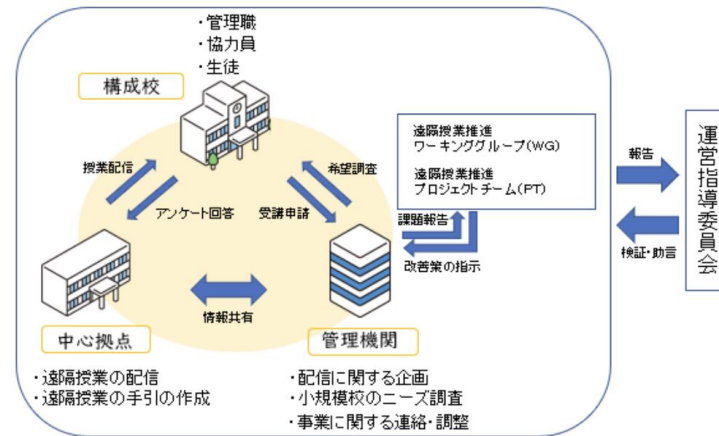 ・管理職
・協力員
・生徒
構成校
授業配信
アンケート回答
希望調査
受講申請
遠隔授業推進
ワーキンググループ(WG)
遠隔授業推進
プロジェクトチーム(PT)
課題報告
改善策の指示
報告
検証・助言
運営指導委員会
情報共有
中心拠点
・遠隔授業の配信
・遠隔授業の手引の作成
管理機関
・配信に関する企画
・小規模校のニーズ調査
・事業に関する連絡・調整